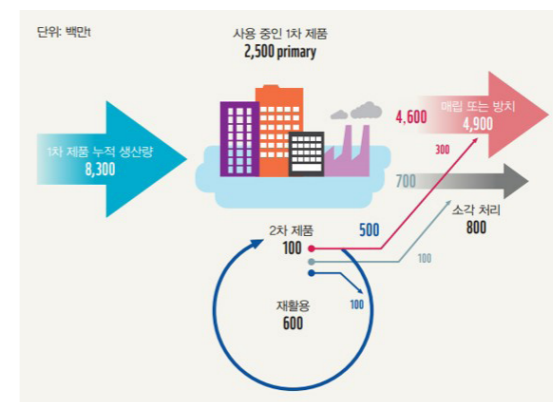 단위: 백만t
사용 중인 1차 제품
2,500 primary
1차 제품 누적 생산량
8,300
4,600
매립 또는 방치
4,900
300
700
소각 처리
800
2차 제품
100
500
100
100
재활용
600